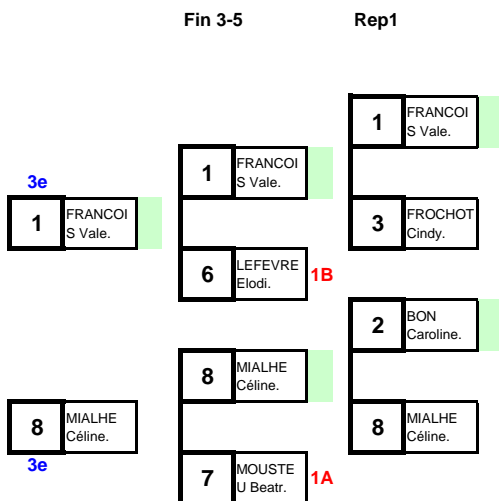 Fin 3-5
Rep1
3e
1
FRANCOI
S Vale.
8
MIALHE
Céline.
3e
1
FRANCOI
S Vale.
6
LEFEVRE
Elodi.
1B
8
MIALHE
Céline.
7
MOUSTE
U Beatr.
1A
1
FRANCOI
S Vale.
3
FROCHOT
Cindy.
2
BON
Caroline.
8
MIALHE
Céline.